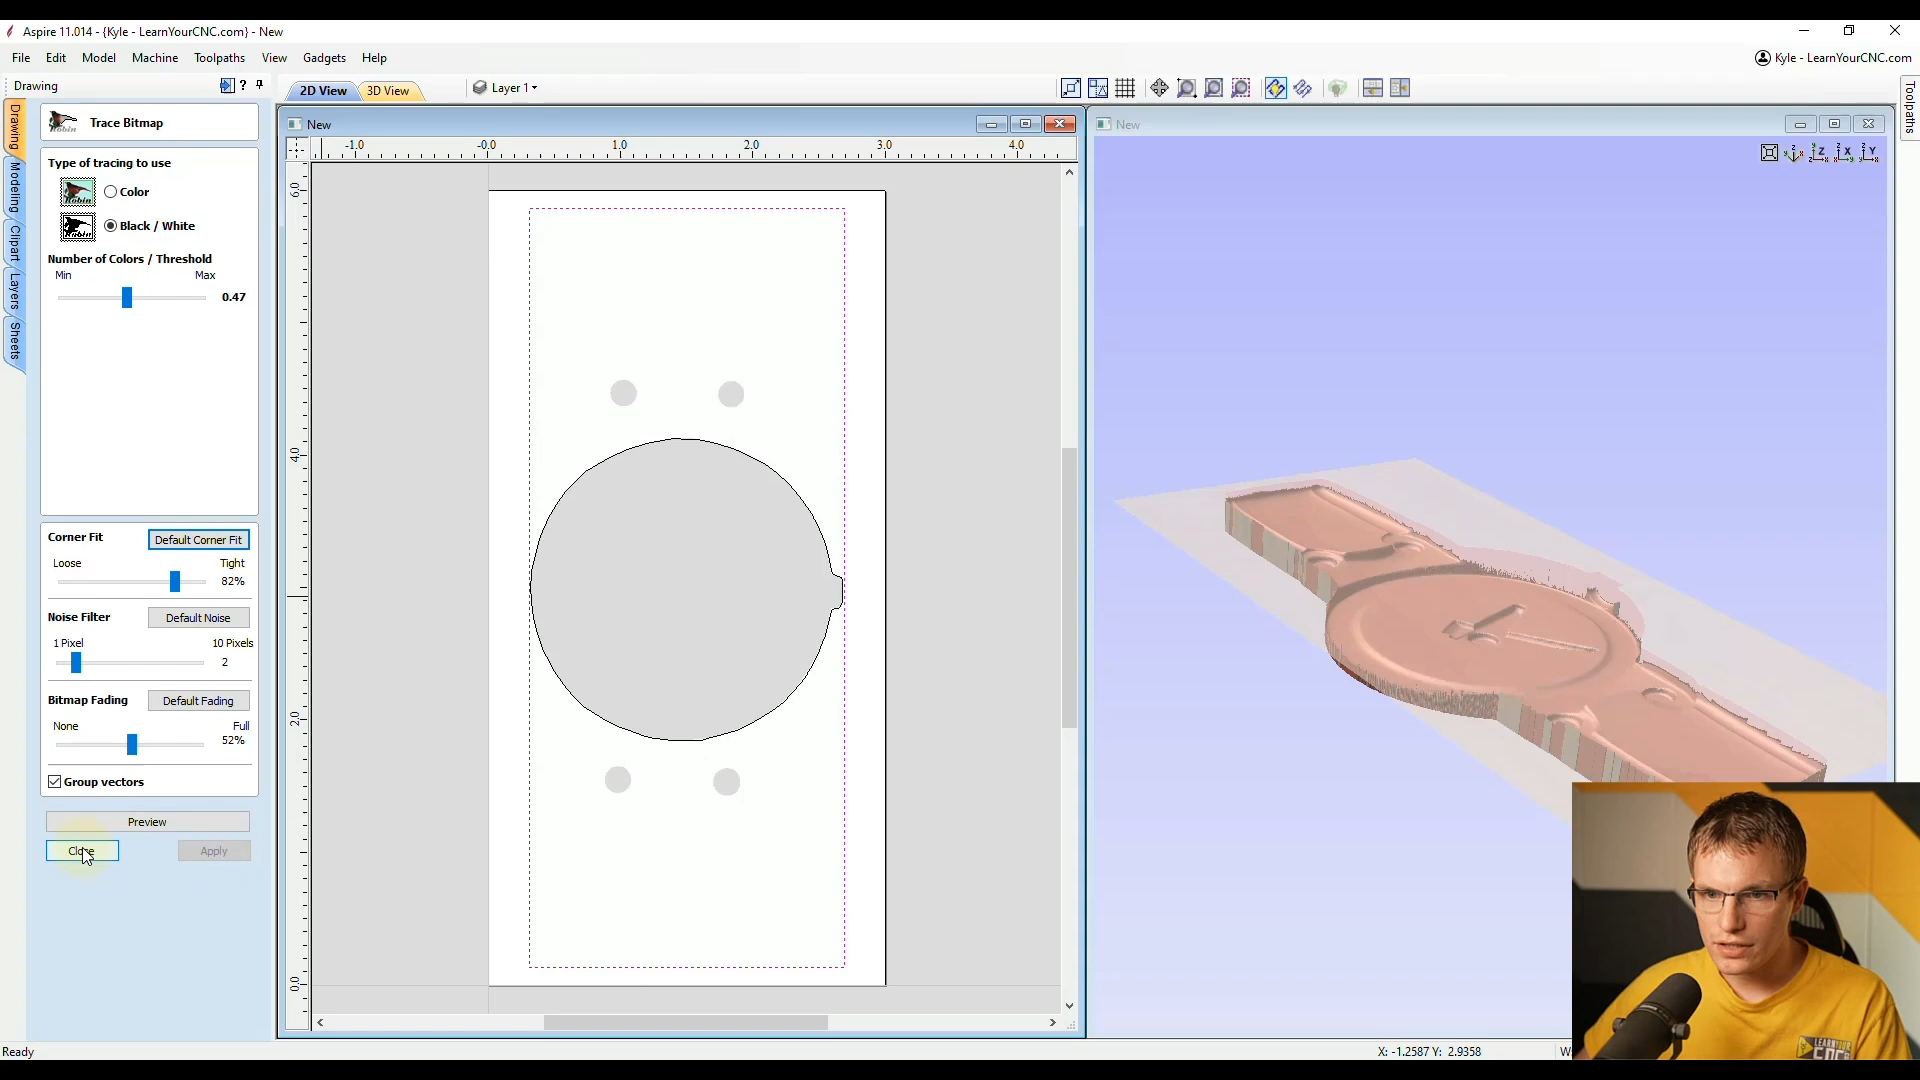 Aspire 11.014 - {Kyle - LearnYourCNC.com} - New
File Edit Model Machine Toolpaths View Gadgets Help
Kyle - LearnYourCNC.com
Drawing
2D View
3D View
Layer 1
Toolpaths
Drawing
Modeling
Clipart
Layers
Sheets
Trace Bitmap
Type of tracing to use
Color
Black / White
Number of Colors / Threshold
Min Max
0.47
Corner Fit
Default Corner Fit
Loose Tight
82%
Noise Filter
Default Noise
1 Pixel 10 Pixels
2
Bitmap Fading
Default Fading
None Full
52%
Group vectors
Preview
Close Apply
New
-1.0 -0.0 1.0 2.0 3.0 4.0
6.0
4.0
2.0
0.0
New
Z X Y
Ready
X: -1.2587 Y: 2.9358
LEARN YOUR
CNC